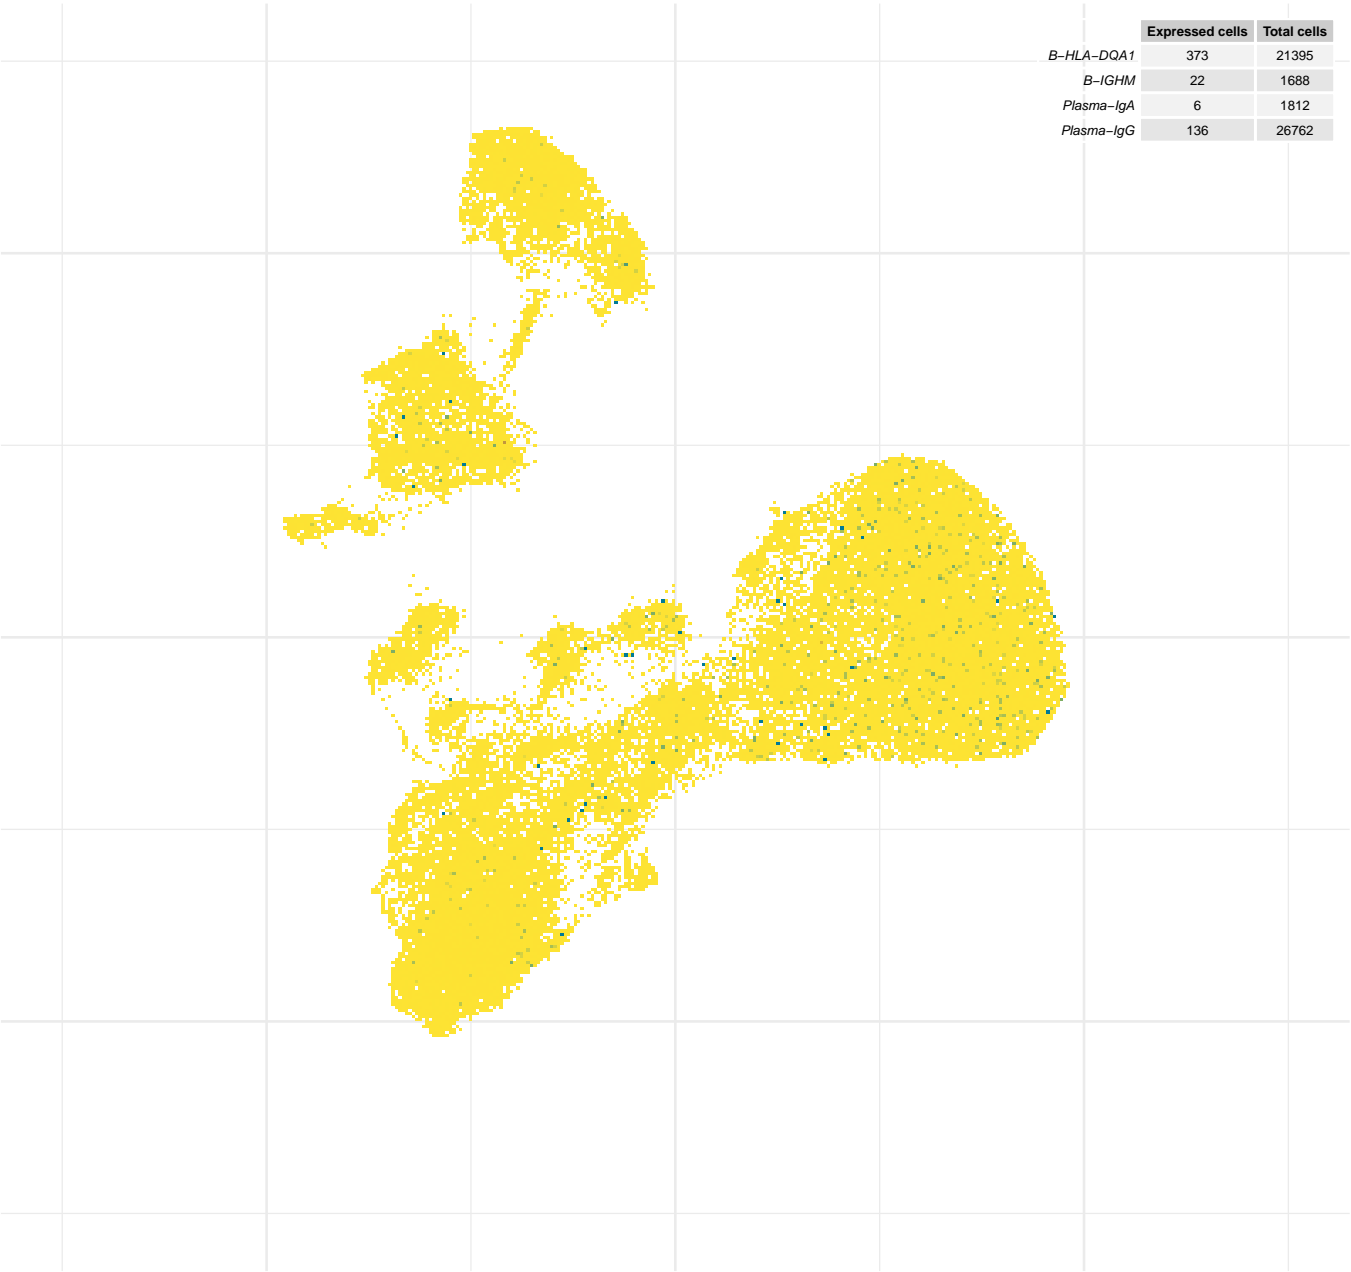 Expressed cells Total cells
B−HLA−DQA1 373 21395
B−IGHM 22 1688
Plasma−IgA 6 1812
Plasma−IgG 136 26762